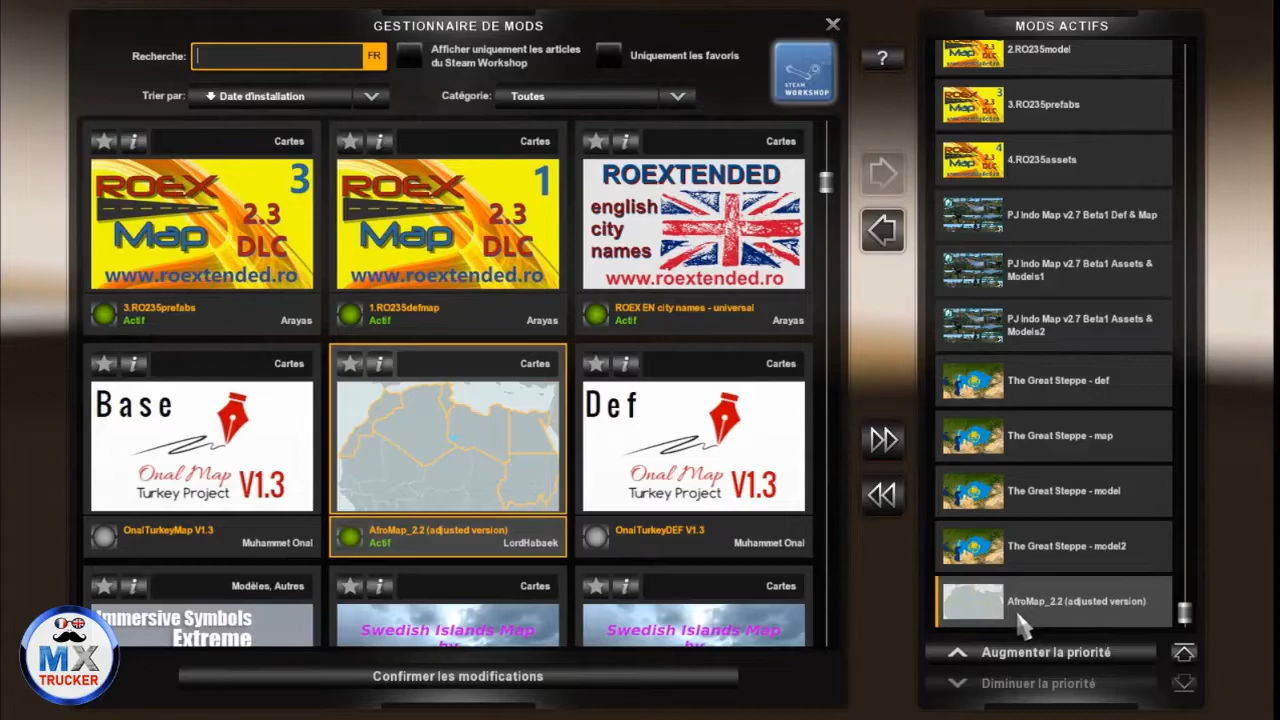 GESTIONNAIRE DE MODS
Recherche:
FR
Afficher uniquement les articles
du Steam Workshop
Uniquement les favoris
STEAM
WORKSHOP
Trier par:
Date d'installation
Catégorie:
Toutes
Cartes
ROEX
Map
3
2.3
DLC
www.roextended.ro
3.RO235prefabs
Actif
Arayas
Cartes
ROEX
Map
1
2.3
DLC
www.roextended.ro
1.RO235defmap
Actif
Arayas
Cartes
ROEXTENDED
english
city
names
www.roextended.ro
ROEX EN city names - universal
Actif
Arayas
Cartes
Base
Onal Map
Turkey Project
V1.3
OnalTurkeyMap V1.3
Muhammet Onal
Cartes
AfroMap_2.2 (adjusted version)
Actif
LordHabaek
Cartes
Def
Onal Map
Turkey Project
V1.3
OnalTurkeyDEF V1.3
Muhammet Onal
Modèles, Autres
Immersive Symbols
Extreme
Cartes
Swedish Islands Map
by
Cartes
Swedish Islands Map
by
Confirmer les modifications
?
MODS ACTIFS
2.RO235model
3
3.RO235prefabs
4
4.RO235assets
PJ Indo Map v2.7 Beta1 Def & Map
PJ Indo Map v2.7 Beta1 Assets &
Models1
PJ Indo Map v2.7 Beta1 Assets &
Models2
The Great Steppe - def
The Great Steppe - map
The Great Steppe - model
The Great Steppe - model2
AfroMap_2.2 (adjusted version)
Augmenter la priorité
Diminuer la priorité
MX
TRUCKER